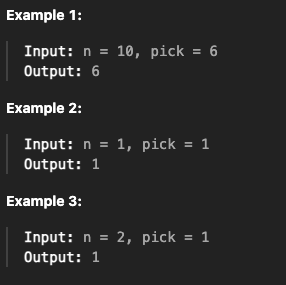 Example 1:
Input: n = 10, pick = 6
Output: 6
Example 2:
Input: n = 1, pick = 1
Output: 1
Example 3:
Input: n = 2, pick = 1
Output: 1